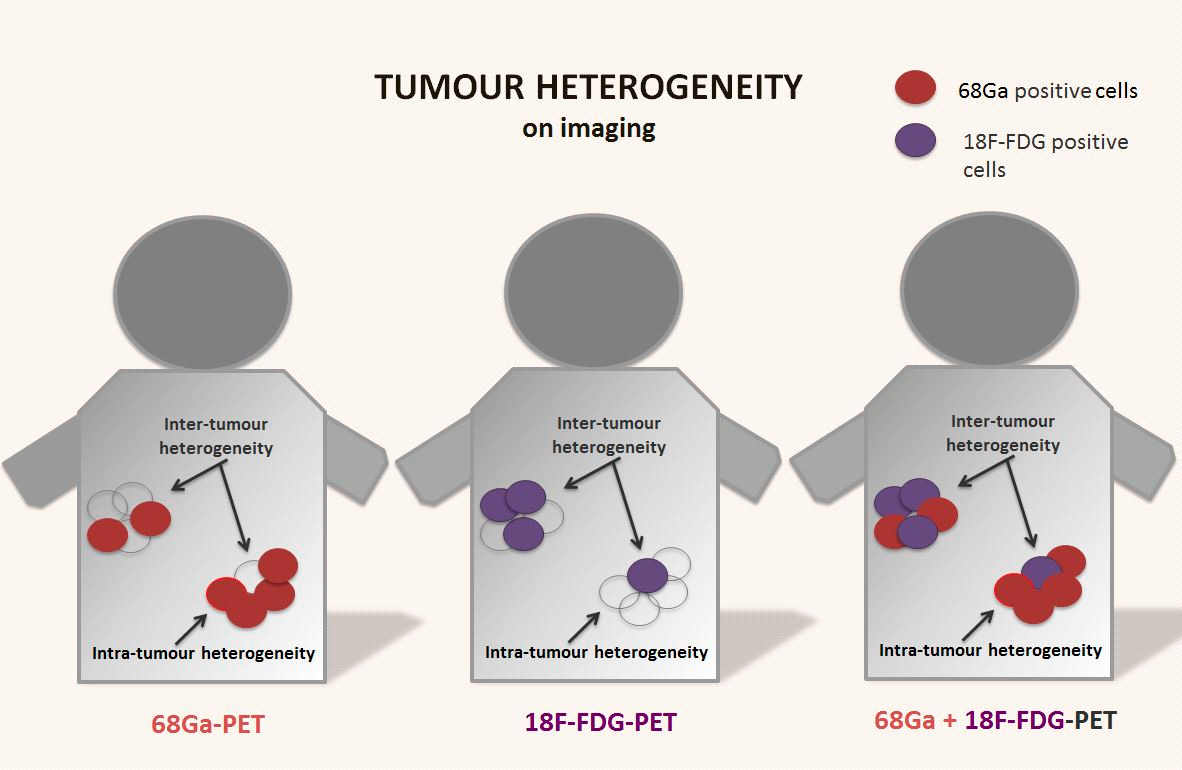 TUMOUR HETEROGENEITY
on imaging
68Ga positive cells
18F-FDG positive
cells
Inter-tumour
heterogeneity
Intra-tumour heterogeneity
68Ga-PET
Inter-tumour
heterogeneity
Intra-tumour heterogeneity
18F-FDG-PET
Inter-tumour
heterogeneity
Intra-tumour heterogeneity
68Ga + 18F-FDG-PET